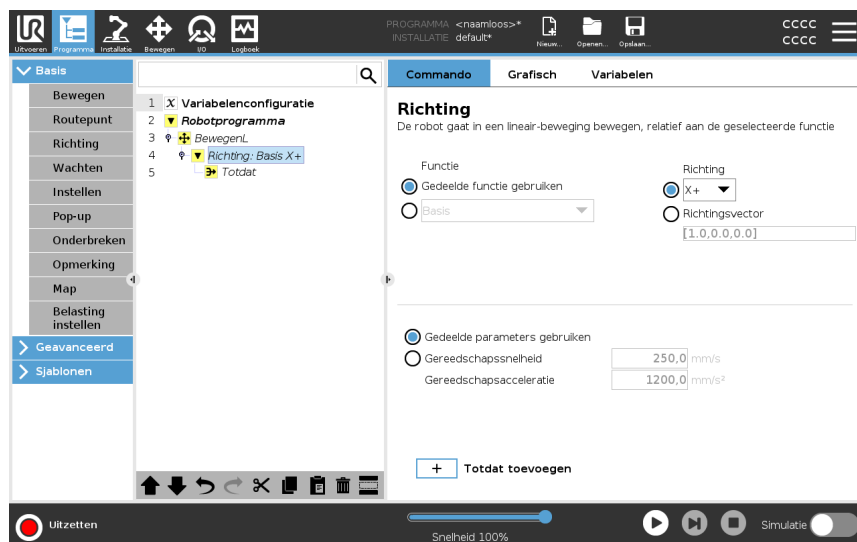 PROGRAMMA <naamloos>*
INSTALLATIE default*
CCCC
CCCC
Uitvoeren Programma Installatie Bewegen I/O Logboek Nieuw... Openen... Opslaan...
Basis
Bewegen
Routepunt
Richting
Wachten
Instellen
Pop-up
Onderbreken
Opmerking
Map
Belasting
instellen
Geavanceerd
Sjablonen
1 X Variabelenconfiguratie
2 Robotprogramma
3 BewegenL
4 Richting: Basis X+
5 Totdat
Commando Grafisch Variabelen
Richting
De robot gaat in een lineair-beweging bewegen, relatief aan de geselecteerde functie
Functie
Gedeelde functie gebruiken
Basis
Richting
X+
Richtingsvector
[1.0,0.0,0.0]
Gedeelde parameters gebruiken
Gereedschapssnelheid 250,0 mm/s
Gereedschapsacceleratie 1200,0 mm/s²
+ Totdat toevoegen
Uitzetten
Snelheid 100%
Simulatie